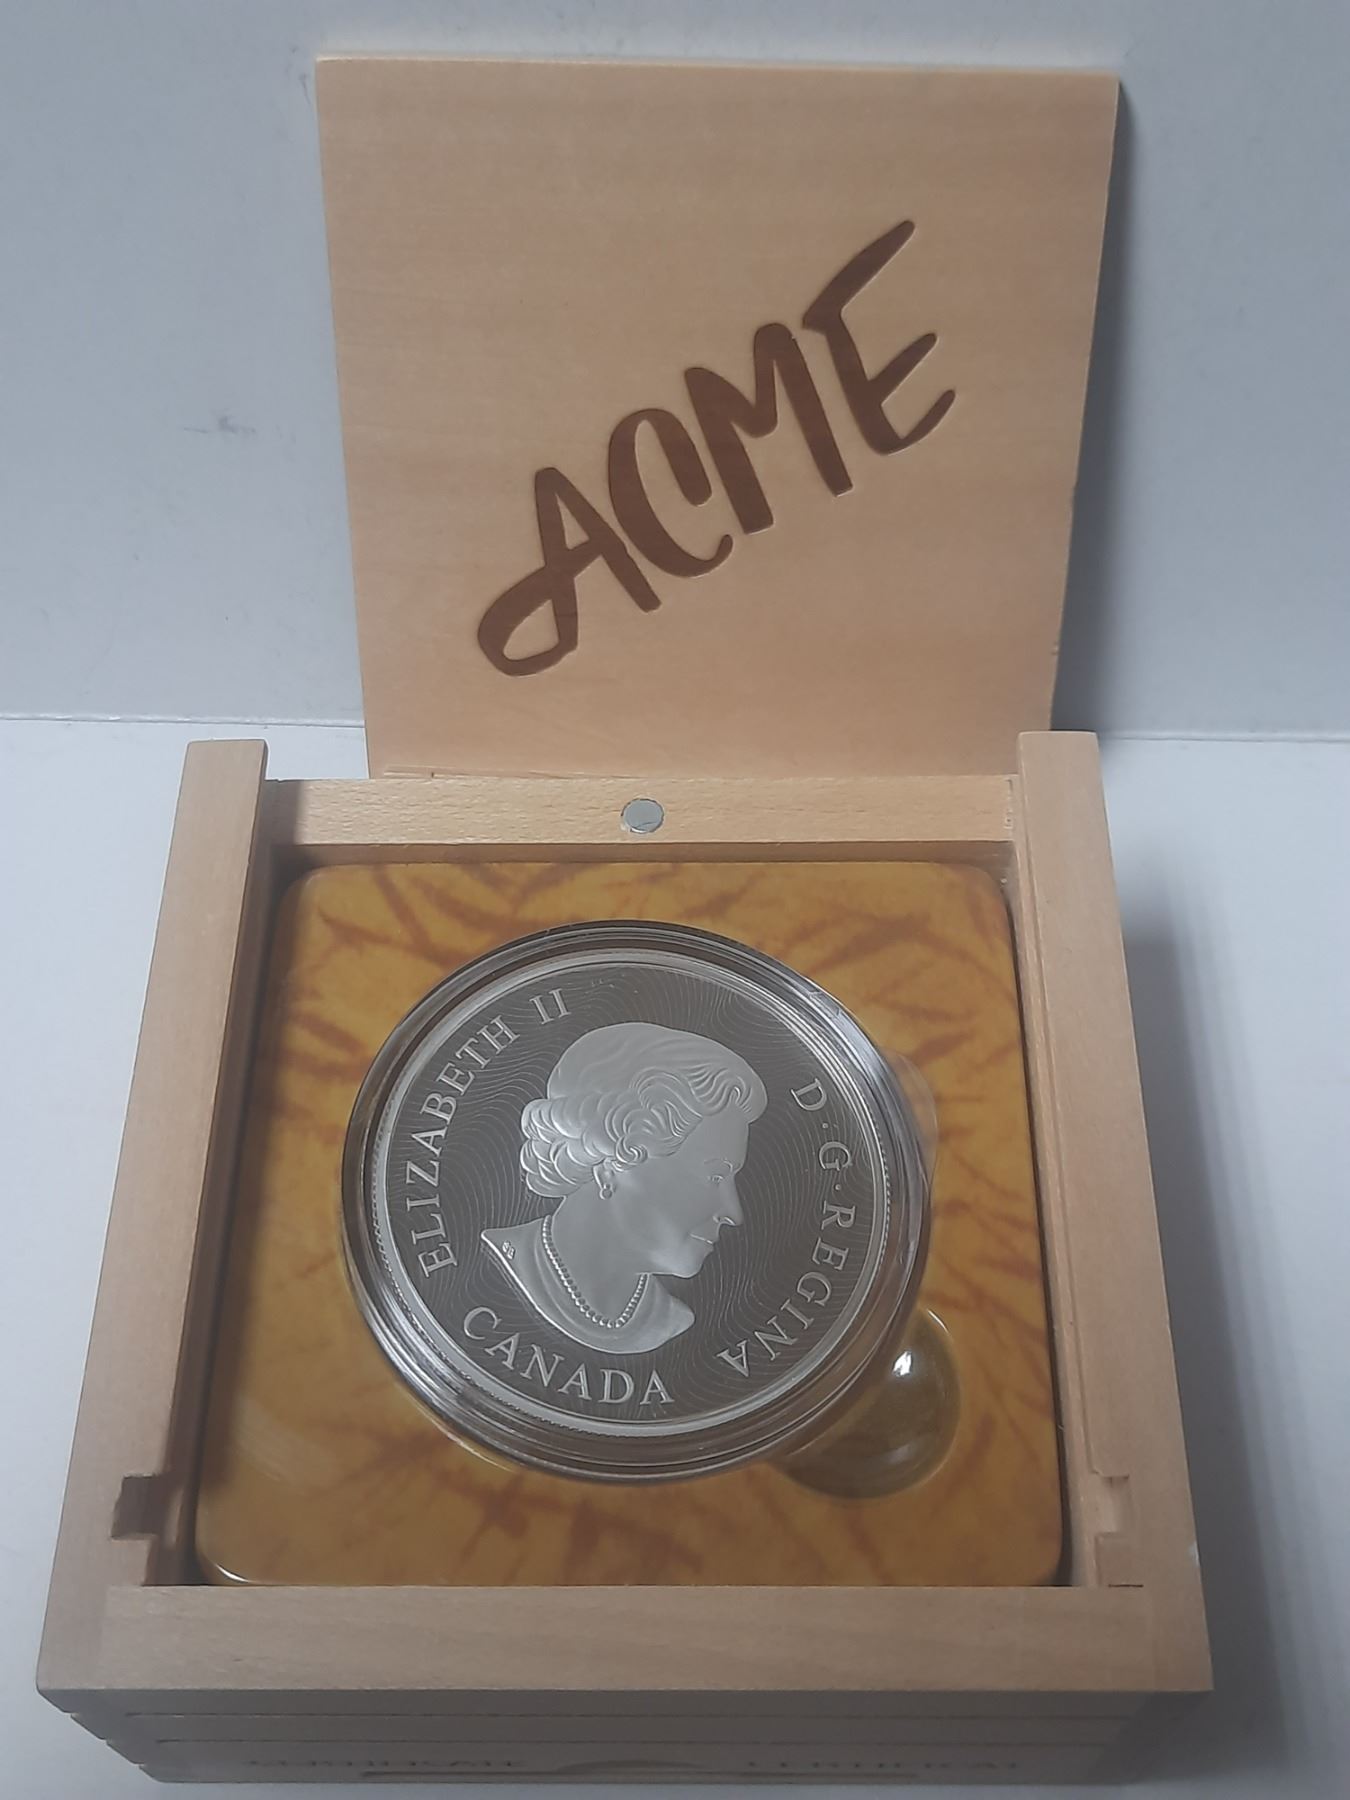 ACME
ELIZABETH II
D·G·REGINA
CANADA